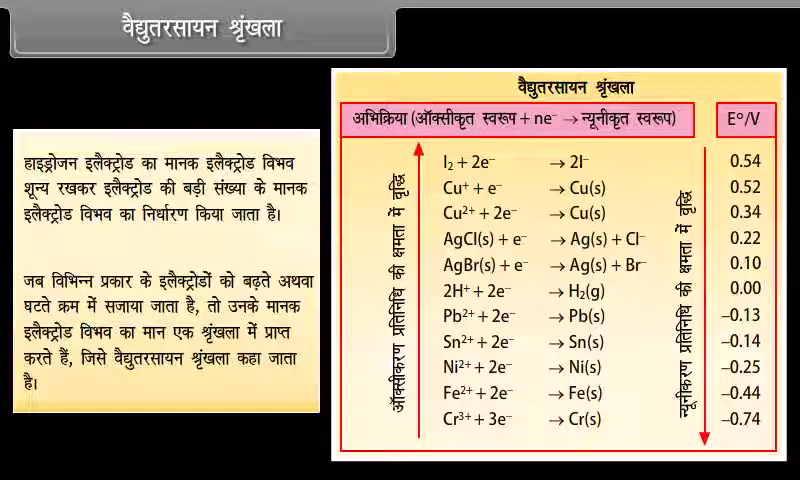 वैद्युतरसायन श्रृंखला
हाइड्रोजन इलैक्ट्रोड का मानक इलैक्ट्रोड विभव
शून्य रखकर इलैक्ट्रोड की बड़ी संख्या के मानक
इलैक्ट्रोड विभव का निर्धारण किया जाता है।
जब विभिन्न प्रकार के इलैक्ट्रोडों को बढ़ते अथवा
घटते क्रम में सजाया जाता है, तो उनके मानक
इलैक्ट्रोड विभव का मान एक श्रृंखला में प्राप्त
करते हैं, जिसे वैद्युतरसायन श्रृंखला कहा जाता
है।
वैद्युतरसायन श्रृंखला
अभिक्रिया (ऑक्सीकृत स्वरूप + ne⁻ → न्यूनीकृत स्वरूप) E°/V
ऑक्सीकरण प्रतिनिधि की क्षमता में वृद्धि
I₂ + 2e⁻ → 2I⁻ 0.54
Cu⁺ + e⁻ → Cu(s) 0.52
Cu²⁺ + 2e⁻ → Cu(s) 0.34
AgCl(s) + e⁻ → Ag(s) + Cl⁻ 0.22
AgBr(s) + e⁻ → Ag(s) + Br⁻ 0.10
2H⁺ + 2e⁻ → H₂(g) 0.00
Pb²⁺ + 2e⁻ → Pb(s) –0.13
Sn²⁺ + 2e⁻ → Sn(s) –0.14
Ni²⁺ + 2e⁻ → Ni(s) –0.25
Fe²⁺ + 2e⁻ → Fe(s) –0.44
Cr³⁺ + 3e⁻ → Cr(s) –0.74
न्यूनीकरण प्रतिनिधि की क्षमता में वृद्धि